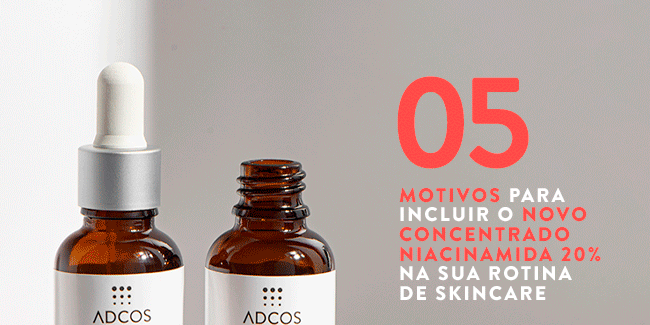 05
MOTIVOS PARA
INCLUIR O NOVO
CONCENTRADO
NIACINAMIDA 20%
NA SUA ROTINA
DE SKINCARE
ADCOS
ADCOS